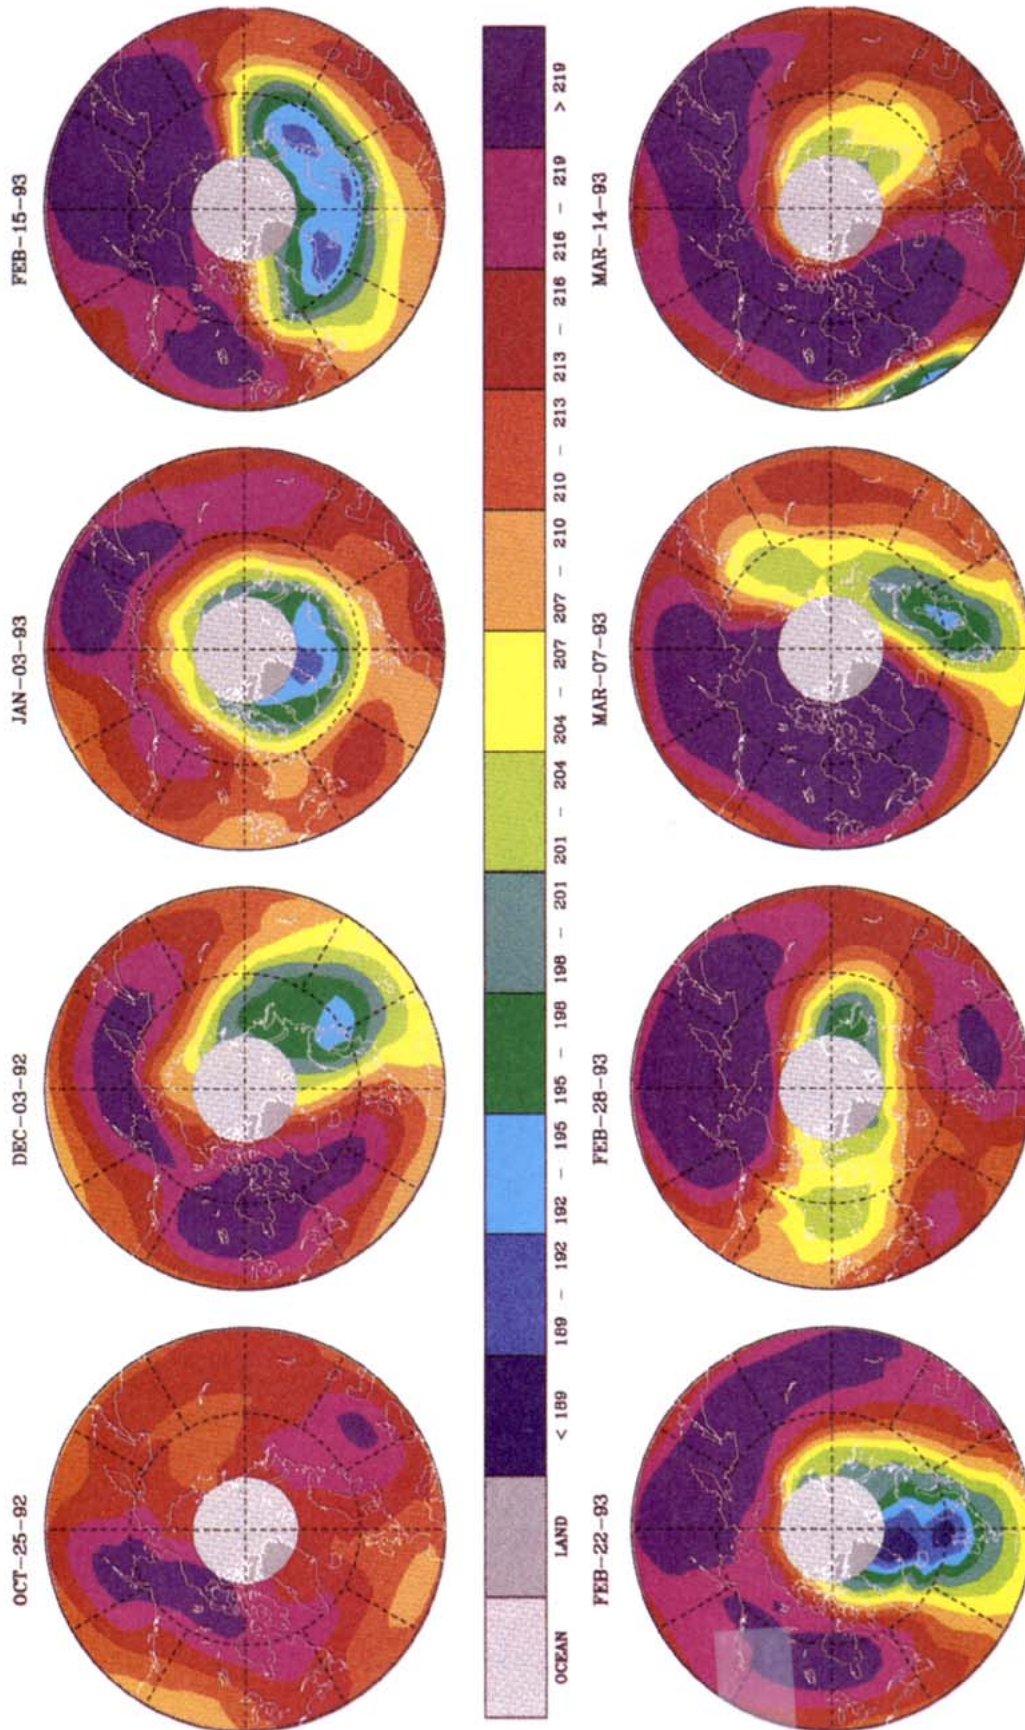 OCT-25-92 DEC-03-92 JAN-03-93 FEB-15-93
OCEAN LAND < 189 189 - 192 192 - 195 195 - 198 198 - 201 201 - 204 204 - 207 207 - 210 210 - 213 213 - 216 216 - 219 > 219
FEB-22-93 FEB-28-93 MAR-07-93 MAR-14-93